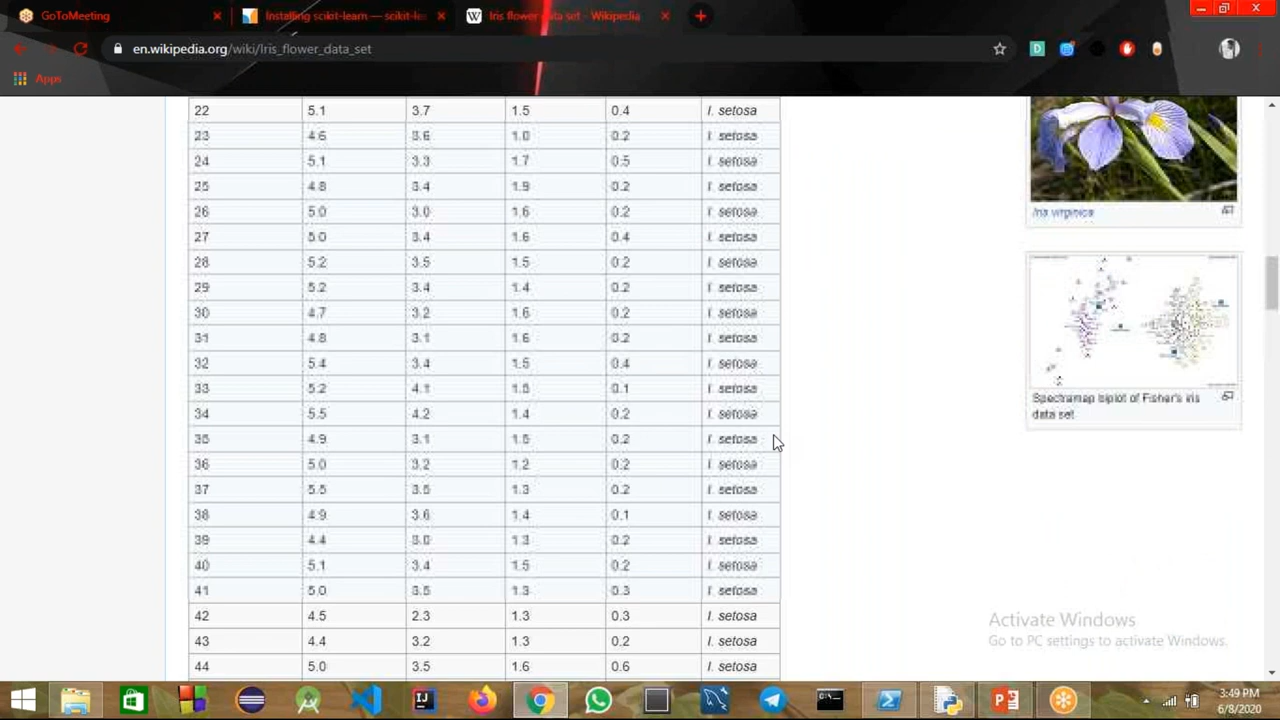 GoToMeeting
Installing scikit-learn — scikit-le
Iris flower data set - Wikipedia
en.wikipedia.org/wiki/Iris_flower_data_set
Apps
22 5.1 3.7 1.5 0.4 I. setosa
23 4.6 3.6 1.0 0.2 I. setosa
24 5.1 3.3 1.7 0.5 I. setosa
25 4.8 3.4 1.9 0.2 I. setosa
26 5.0 3.0 1.6 0.2 I. setosa
27 5.0 3.4 1.6 0.4 I. setosa
28 5.2 3.5 1.5 0.2 I. setosa
29 5.2 3.4 1.4 0.2 I. setosa
30 4.7 3.2 1.6 0.2 I. setosa
31 4.8 3.1 1.6 0.2 I. setosa
32 5.4 3.4 1.5 0.4 I. setosa
33 5.2 4.1 1.5 0.1 I. setosa
34 5.5 4.2 1.4 0.2 I. setosa
35 4.9 3.1 1.5 0.2 I. setosa
36 5.0 3.2 1.2 0.2 I. setosa
37 5.5 3.5 1.3 0.2 I. setosa
38 4.9 3.6 1.4 0.1 I. setosa
39 4.4 3.0 1.3 0.2 I. setosa
40 5.1 3.4 1.5 0.2 I. setosa
41 5.0 3.5 1.3 0.3 I. setosa
42 4.5 2.3 1.3 0.3 I. setosa
43 4.4 3.2 1.3 0.2 I. setosa
44 5.0 3.5 1.6 0.6 I. setosa
Iris virginica
Spectramap biplot of Fisher's iris
data set
Activate Windows
Go to PC settings to activate Windows.
3:49 PM
6/8/2020